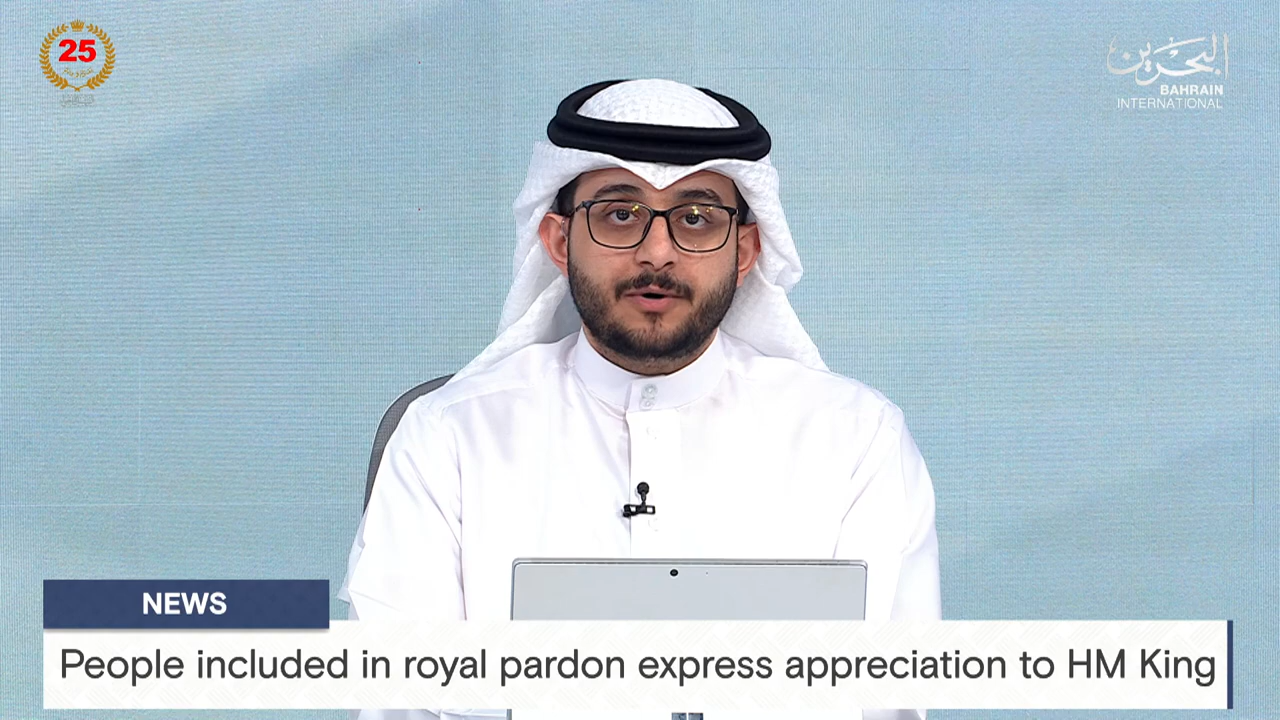 25
البحرين
BAHRAIN
INTERNATIONAL
NEWS
People included in royal pardon express appreciation to HM King